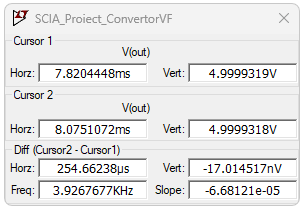 SCIA_Proiect_ConvertorVF
Cursor 1
V(out)
Horz: 7.8204448ms Vert: 4.9999319V
Cursor 2
V(out)
Horz: 8.0751072ms Vert: 4.9999318V
Diff (Cursor2 - Cursor1)
Horz: 254.66238µs Vert: -17.014517nV
Freq: 3.9267677KHz Slope: -6.68121e-05